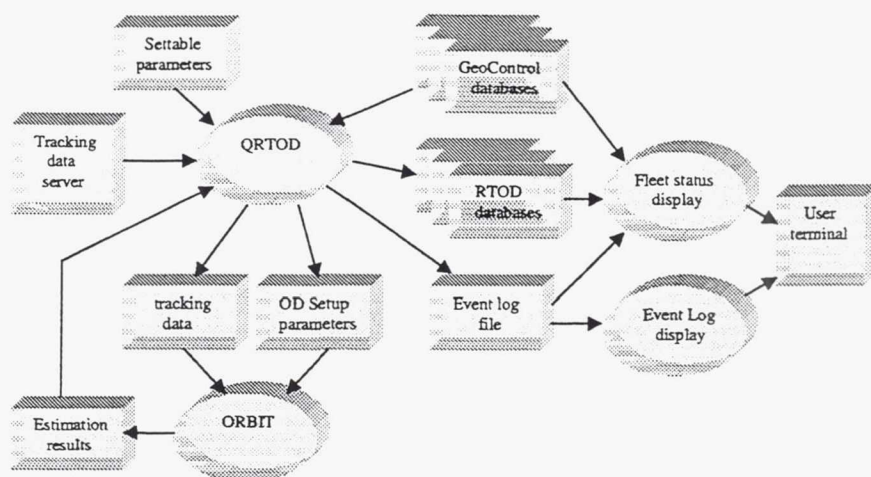 Settable
parameters
GeoControl
databases
Tracking
data
server
QRTOD
RTOD
databases
Fleet status
display
User
terminal
tracking
data
OD Setup
parameters
Event log
file
Event Log
display
Estimation
results
ORBIT